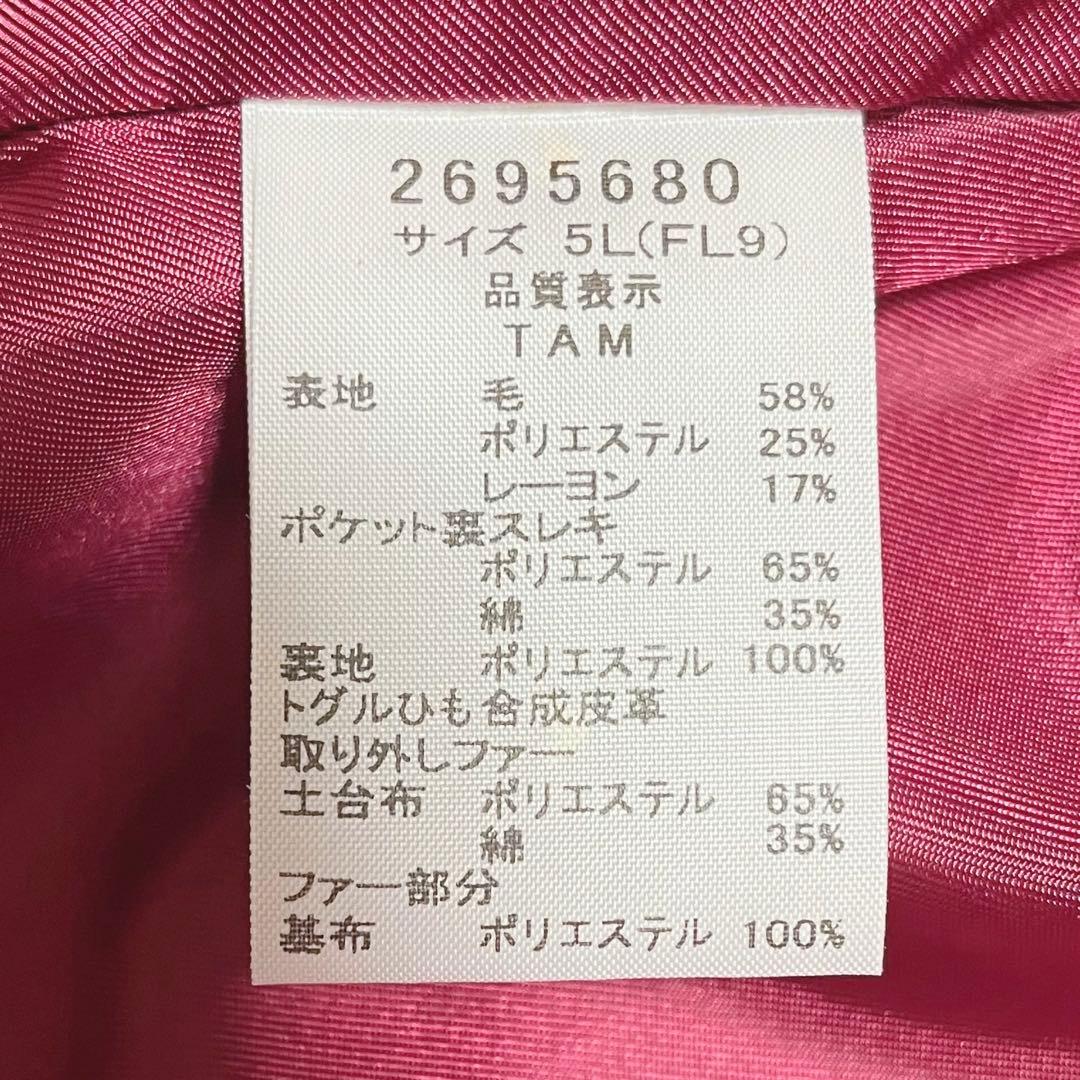 2695680
サイズ 5L(FL9)
品質表示
TAM
表地 毛 58%
ポリエステル 25%
レーヨン 17%
ポケット裏スレキ
ポリエステル 65%
綿 35%
裏地 ポリエステル 100%
トグルひも合成皮革
取り外しファー
土台布 ポリエステル 65%
綿 35%
ファー部分
基布 ポリエステル 100%